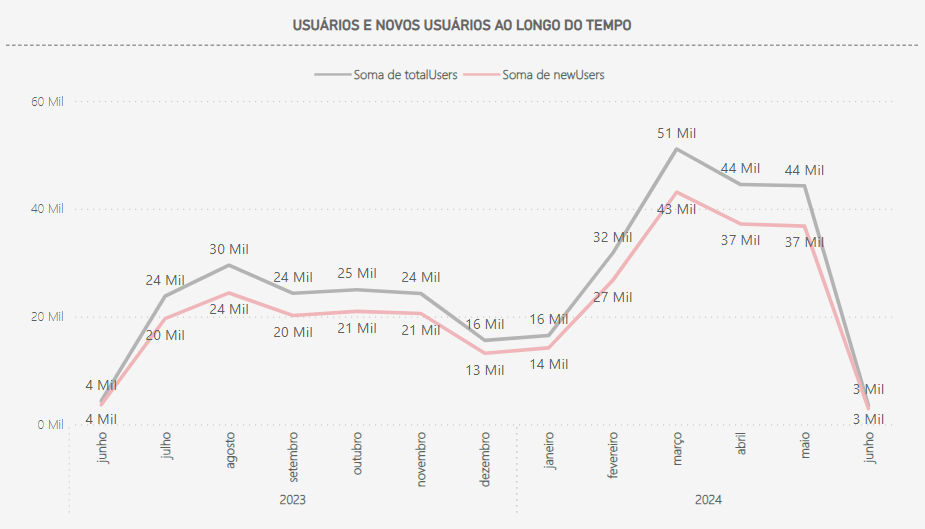 USUÁRIOS E NOVOS USUÁRIOS AO LONGO DO TEMPO
Soma de totalUsers Soma de newUsers
60 Mil
40 Mil
20 Mil
0 Mil
4 Mil
24 Mil
30 Mil
24 Mil
25 Mil
24 Mil
16 Mil
16 Mil
32 Mil
51 Mil
44 Mil
44 Mil
3 Mil
4 Mil
20 Mil
24 Mil
20 Mil
21 Mil
21 Mil
13 Mil
14 Mil
27 Mil
43 Mil
37 Mil
37 Mil
3 Mil
junho
julho
agosto
setembro
outubro
novembro
dezembro
janeiro
fevereiro
março
abril
maio
junho
2023
2024